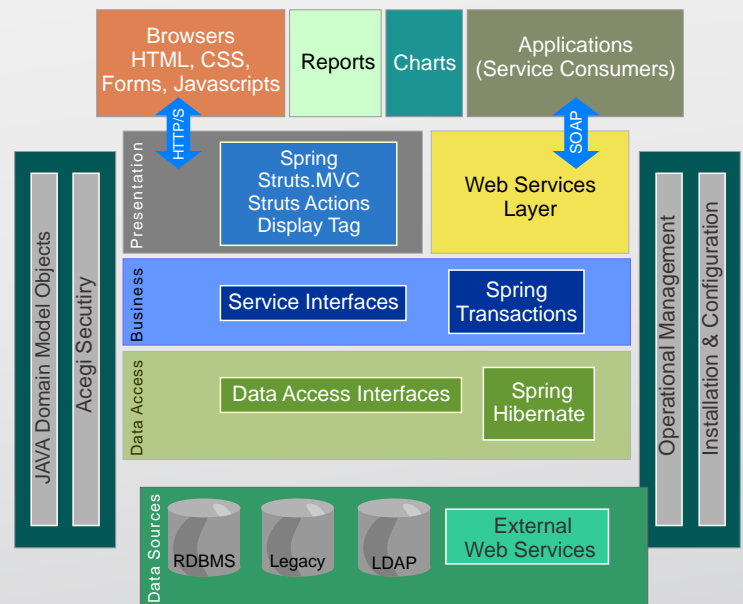 Browsers
HTML, CSS,
Forms, Javascripts
Reports
Charts
Applications
(Service Consumers)
HTTP/S
SOAP
JAVA Domain Model Objects
Acegi Secutiry
Presentation
Spring
Struts.MVC
Struts Actions
Display Tag
Web Services
Layer
Business
Service Interfaces
Spring
Transactions
Data Access
Data Access Interfaces
Spring
Hibernate
Operational Management
Installation & Configuration
Data Sources
RDBMS
Legacy
LDAP
External
Web Services